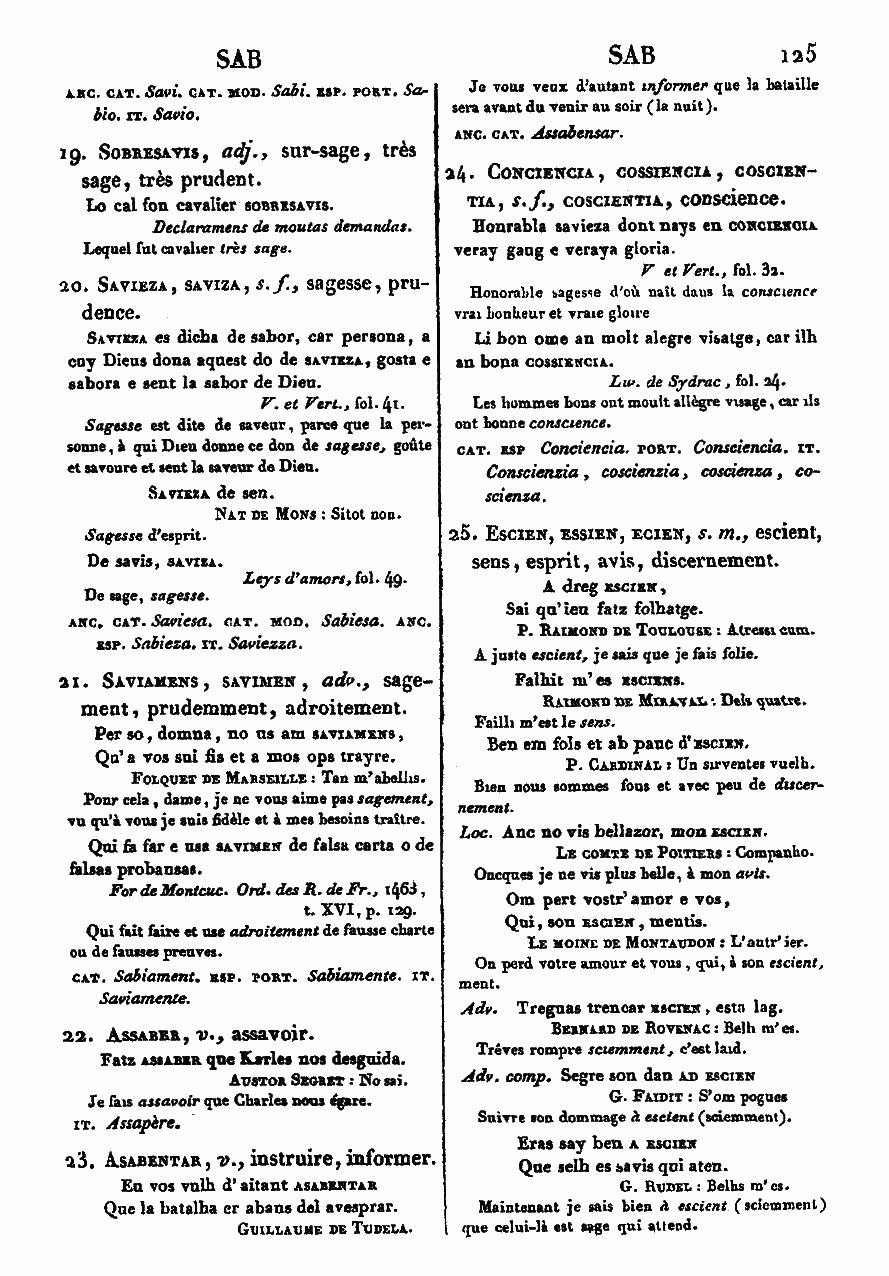 SAB
ANC. CAT. Savi. CAT. MOD. Sabi. ESP. PORT. Sa-
bio. IT. Savio.
19. SOBRESAVIS, adj., sur-sage, très
sage, très prudent.
Lo cal fon cavalier SOBRESAVIS.
Declaramens de moutas demandas.
Lequel fut cavalier très sage.
20. SAVIEZA, SAVIZA, s. f., sagesse, pru-
dence.
SAVIEZA es dicha de sabor, car persona, a
cuy Dieus dona aquest do de SAVIEZA, gosta e
sabora e sent la sabor de Dieu.
V. et Vert., fol. 41.
Sagesse est dite de saveur, parce que la per-
sonne, à qui Dieu donne ce don de sagesse, goûte
et savoure et sent la saveur de Dieu.
SAVIEZA de sen.
NAT DE MONS : Sitot non.
Sagesse d'esprit.
De savis, SAVIZA.
Leys d'amors, fol. 49.
De sage, sagesse.
ANC. CAT. Saviesa. CAT. MOD. Sabiesa. ANC.
ESP. Sabieza. IT. Saviezza.
21. SAVIAMENS, SAVIMEN, adv., sage-
ment, prudemment, adroitement.
Per so, domna, no us am SAVIAMENS,
Qu'a vos sui fis et a mos ops trayre.
FOLQUET DE MARSEILLE : Tan m'abellis.
Pour cela, dame, je ne vous aime pas sagement,
vu qu'à vous je suis fidèle et à mes besoins traître.
Qui fa far e usa SAVIMEN de falsa carta o de
falsas probansas.
For de Montcuc. Ord. des R. de Fr., 1463,
t. XVI, p. 129.
Qui fait faire et use adroitement de fausse charte
ou de fausses preuves.
CAT. Sabiament. ESP. PORT. Sabiamente. IT.
Saviamente.
22. ASSABER, v., assavoir.
Fatz ASSABER que Karles nos desguida.
AUSTOR SEGRET : No sai.
Je fais assavoir que Charles nous égare.
IT. Assapère.
23. ASABENTAR, v., instruire, informer.
En vos vulh d'aitant ASABENTAR
Que la batalha er abans del avesprar.
GUILLAUME DE TUDELA.
SAB 125
Je vous veux d'autant informer que la bataille
sera avant du venir au soir (la nuit).
ANC. CAT. Assabensar.
24. CONCIENCIA, COSSIENCIA, COSCIEN-
TIA, s. f., COSCIENTIA, conscience.
Honrabla savieza dont nays en CONCIENCIA
veray gaug e veraya gloria.
V et Vert., fol. 32.
Honorable sagesse d'où naît dans la conscience
vrai bonheur et vraie gloire
Li bon ome an molt alegre visatge, car ilh
an bona COSSIENCIA.
Liv. de Sydrac, fol. 24.
Les hommes bons ont moult allègre visage, car ils
ont bonne conscience.
CAT. ESP Conciencia. PORT. Consciencia. IT.
Conscienzia, coscienzia, coscienza, co-
scienza.
25. ESCIEN, ESSIEN, ECIEN, s. m., escient,
sens, esprit, avis, discernement.
A dreg ESCIEN,
Sai qu'ieu fatz folhatge.
P. RAIMOND DE TOULOUSE : Atressi cum.
A juste escient, je sais que je fais folie.
Falhit m'es ESCIENS.
RAIMOND DE MIRAVAL : Dels quatre.
Failli m'est le sens.
Ben em fols et ab pauc d'ESCIEN.
P. CARDINAL : Un sirventes vuelh.
Bien nous sommes fous et avec peu de discer-
nement.
Loc. Anc no vis bellazor, mon ESCIEN.
LE COMTE DE POITIERS : Companho.
Oncques je ne vis plus belle, à mon avis.
Om pert vostr'amor e vos,
Qui, son ESCIEN, mentis.
LE MOINE DE MONTAUDON : L'autr'ier.
On perd votre amour et vous, qui, à son escient,
ment.
Adv. Treguas trencar ESCIEN, esta lag.
BERNARD DE ROVENAC : Belh m'es.
Trêves rompre sciemment, c'est laid.
Adv. comp. Segre son dan AD ESCIEN
G. FAIDIT : S'om pogues
Suivre son dommage à escient (sciemment).
Eras say ben A ESCIEN
Que selh es savis qui aten.
G. RUDEL : Belhs m'es.
Maintenant je sais bien à escient (sciemment)
que celui-là est sage qui attend.